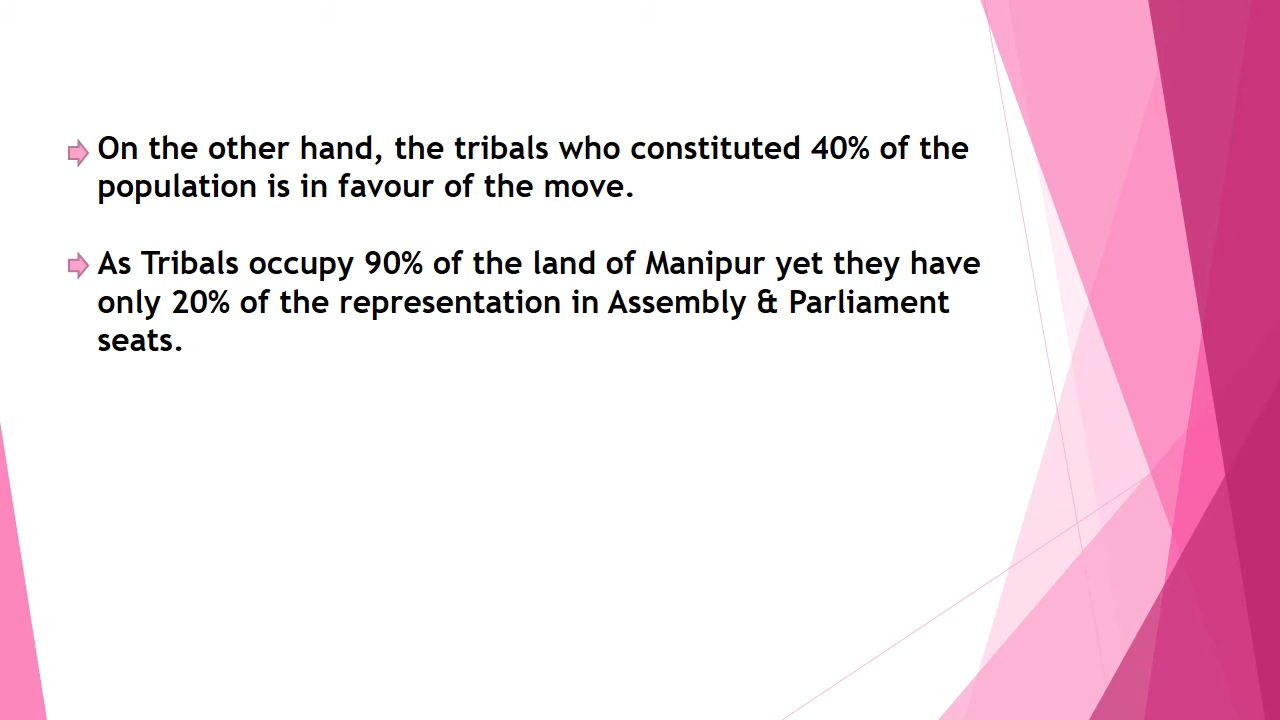 On the other hand, the tribals who constituted 40% of the
population is in favour of the move.
As Tribals occupy 90% of the land of Manipur yet they have
only 20% of the representation in Assembly & Parliament
seats.